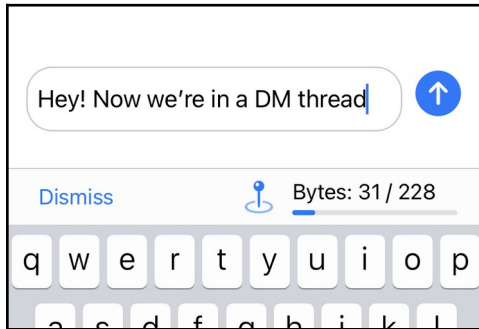 Hey! Now we’re in a DM thread
Dismiss
Bytes: 31 / 228
q w e r t y u i o p
a s d f g h j k l